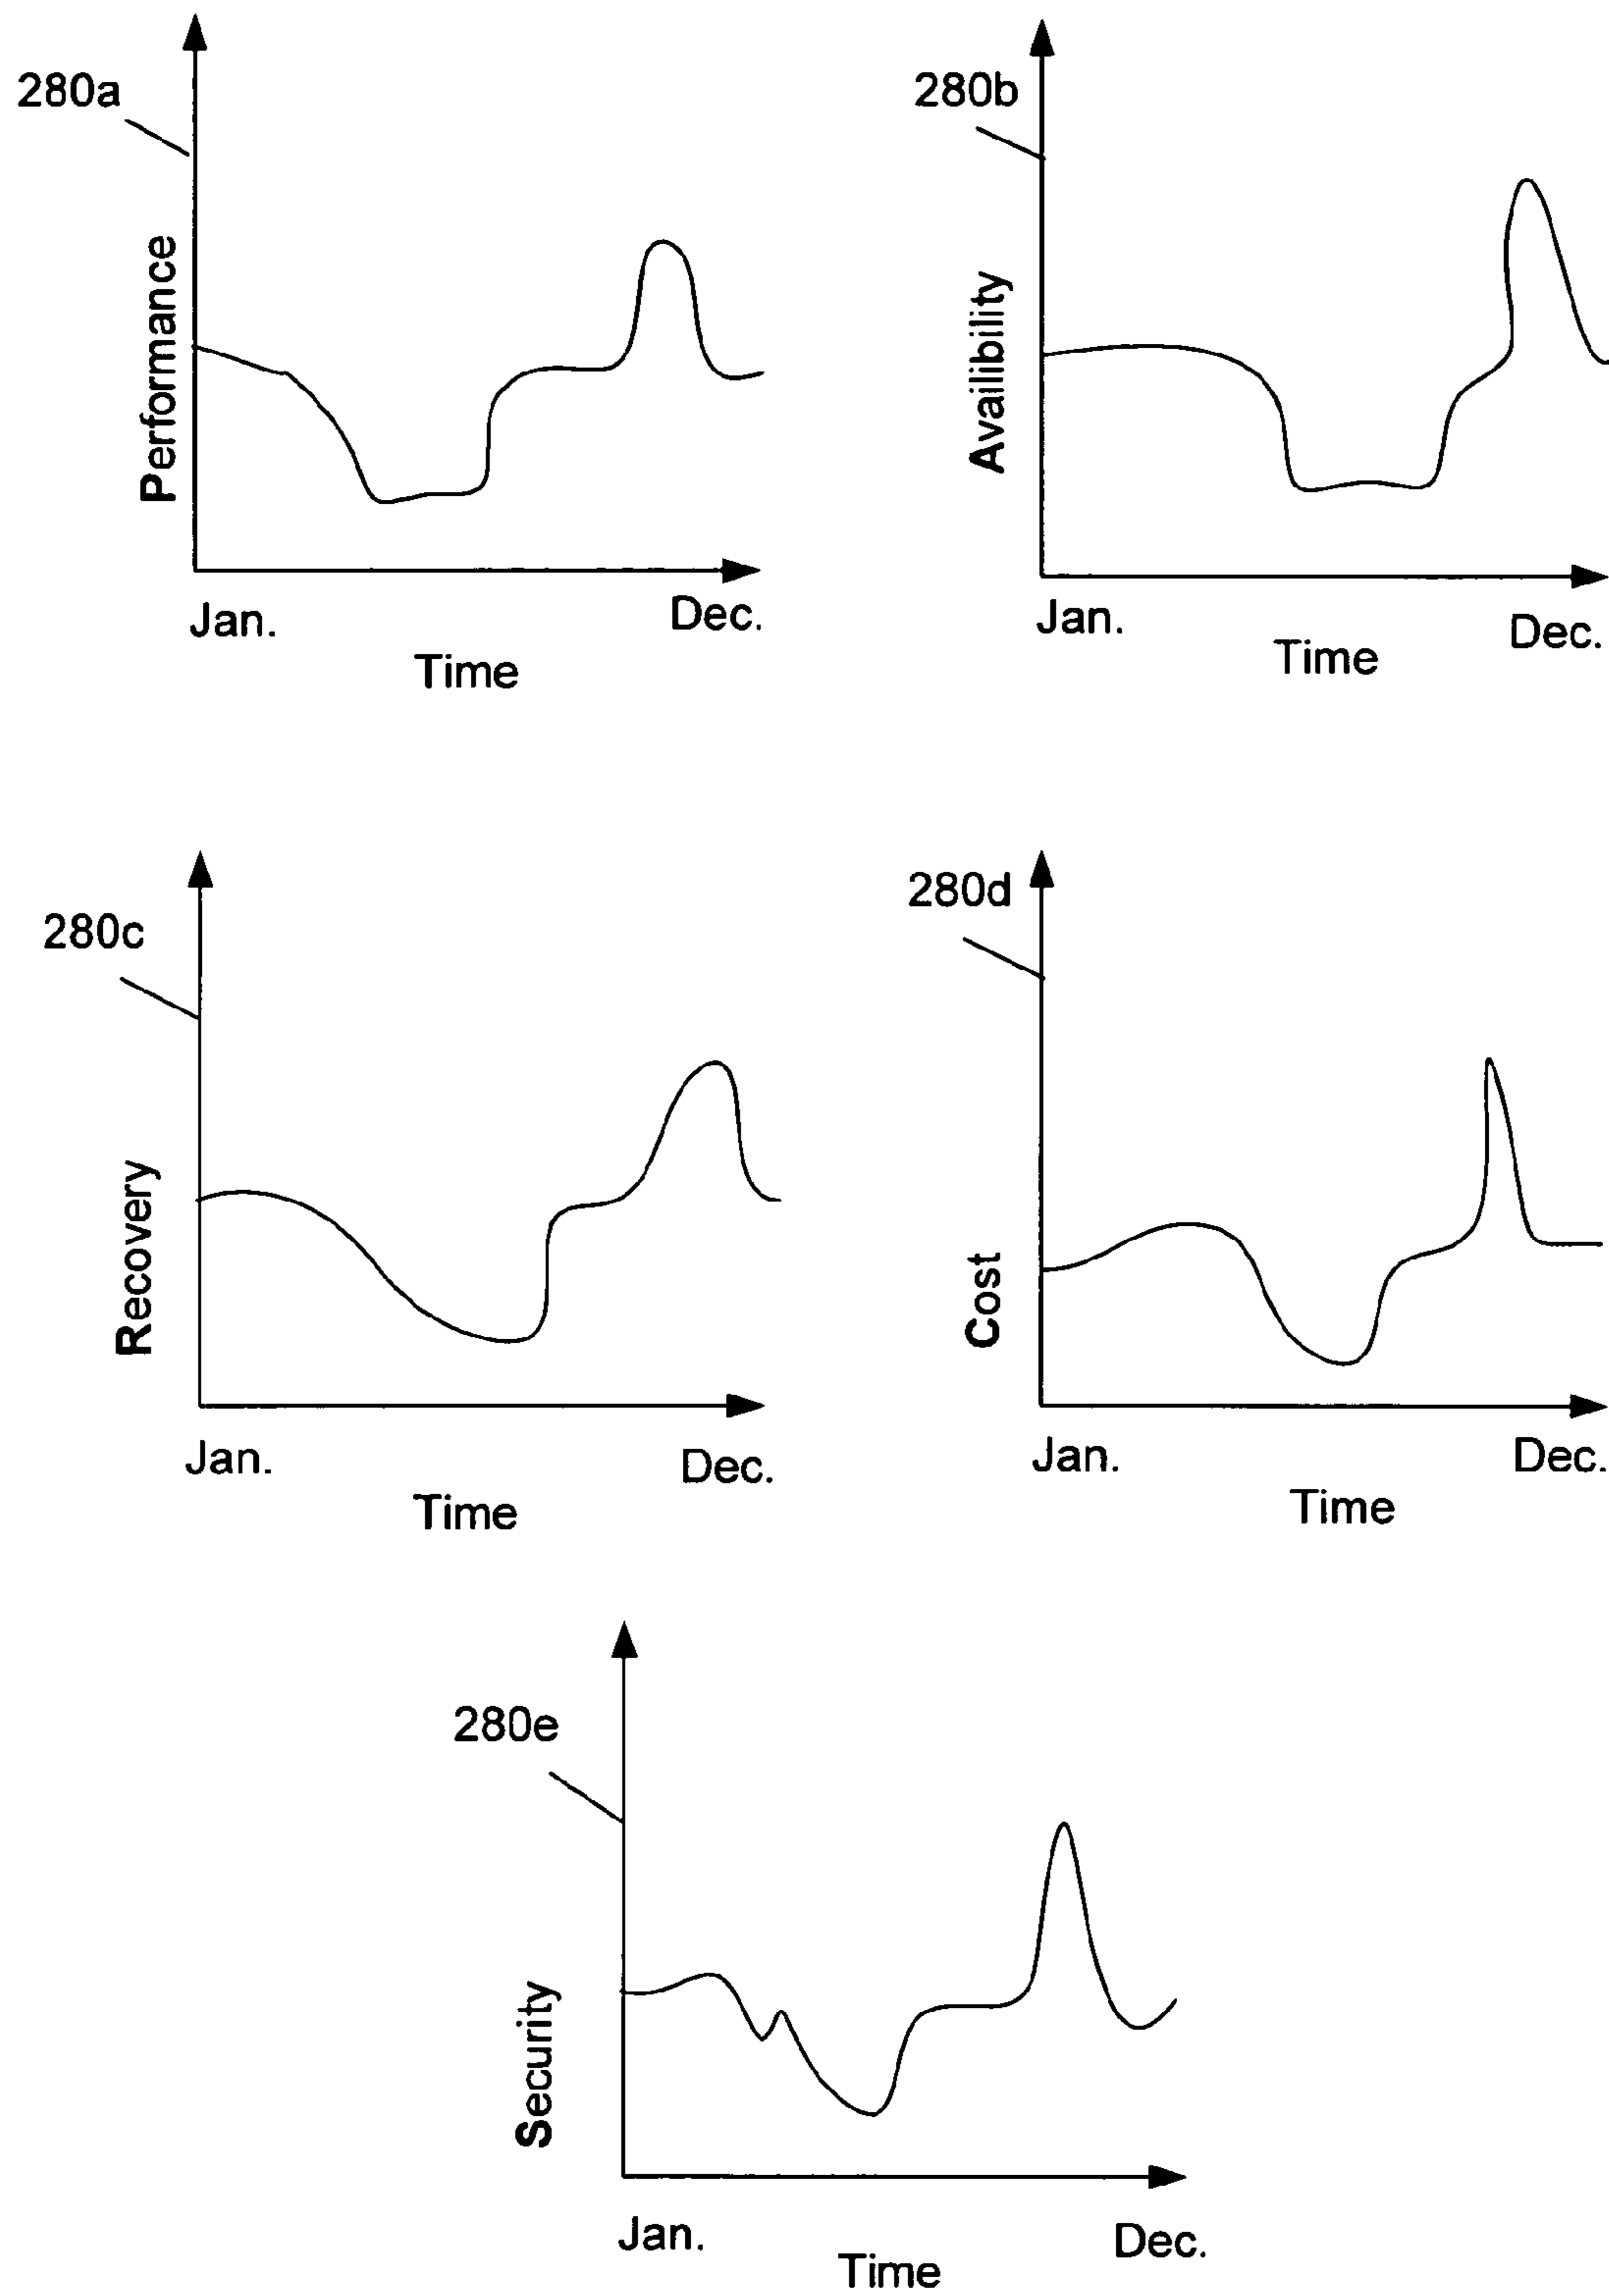 280a
Performance
Jan.
Dec.
Time
280b
Availibility
Jan.
Dec.
Time
280c
Recovery
Jan.
Dec.
Time
280d
Cost
Jan.
Dec.
Time
280e
Security
Jan.
Dec.
Time